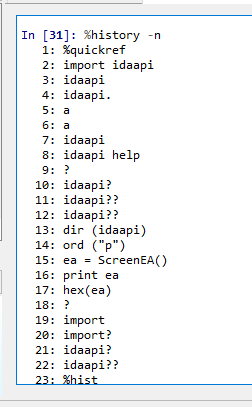 In [31]: %history -n
1: %quickref
2: import idaapi
3: idaapi
4: idaapi.
5: a
6: a
7: idaapi
8: idaapi help
9: ?
10: idaapi?
11: idaapi??
12: idaapi??
13: dir (idaapi)
14: ord ("p")
15: ea = ScreenEA()
16: print ea
17: hex(ea)
18: ?
19: import
20: import?
21: idaapi?
22: idaapi??
23: %hist